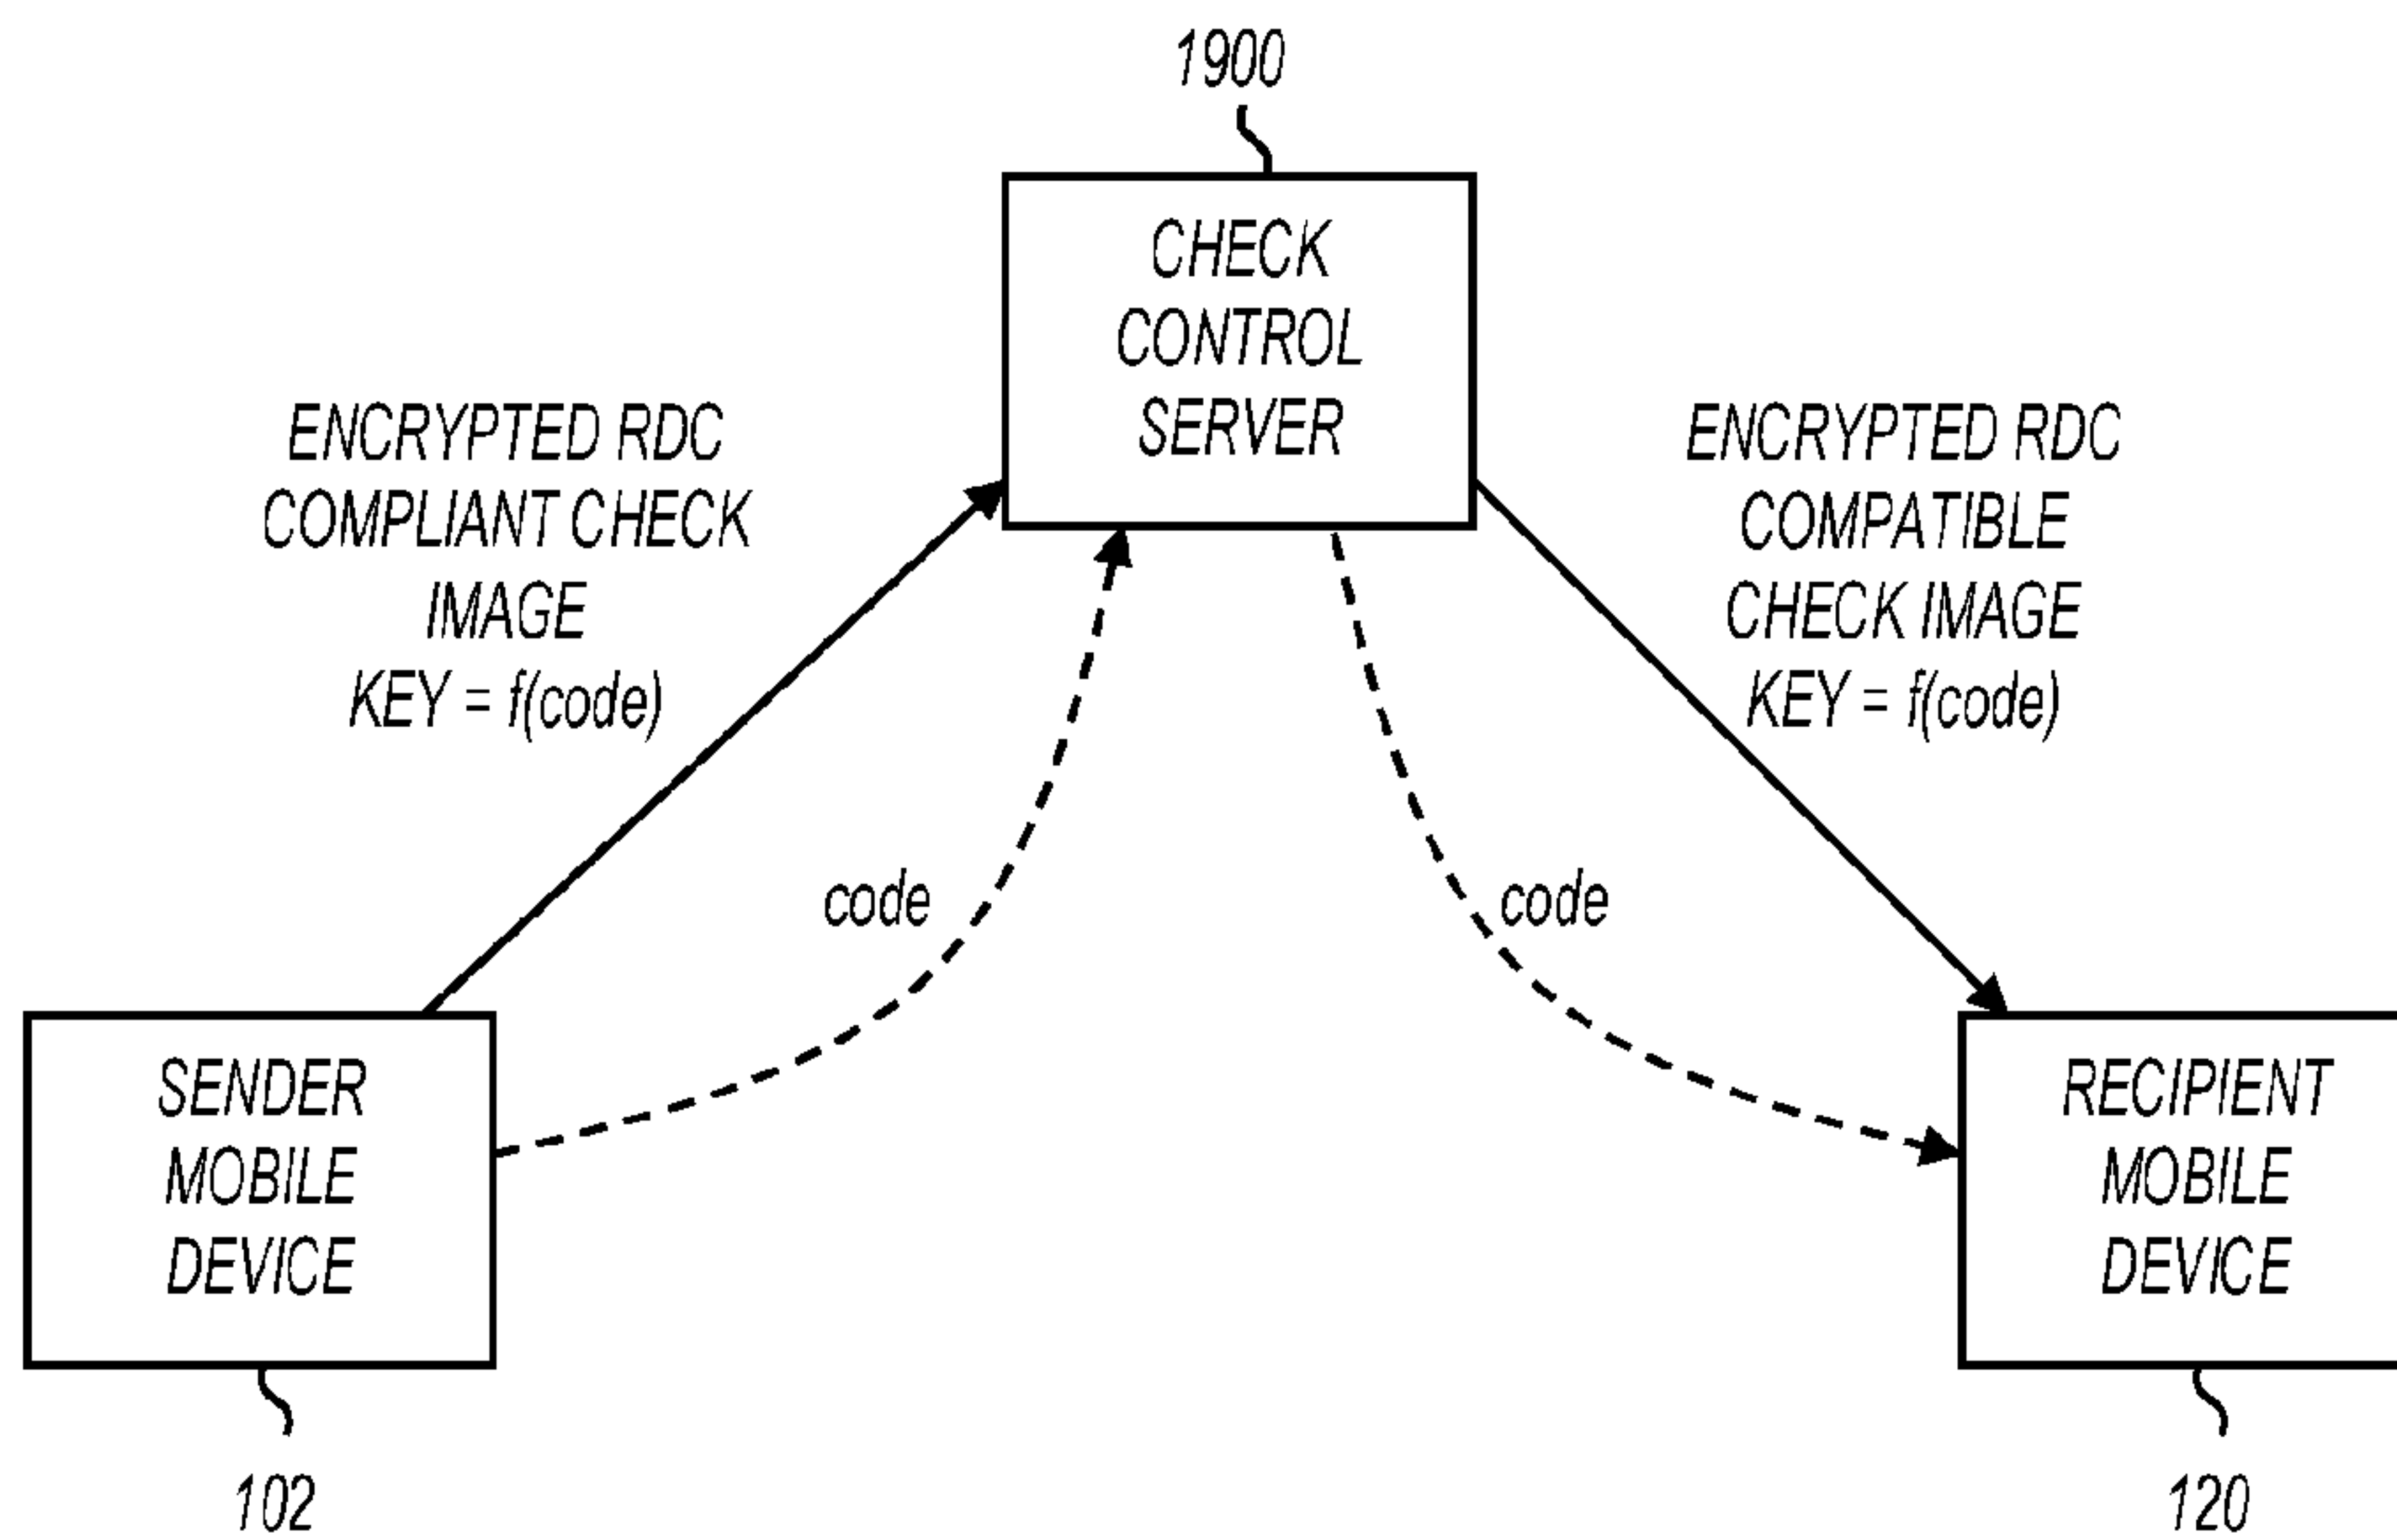 1900
CHECK
CONTROL
SERVER
ENCRYPTED RDC
COMPLIANT CHECK
IMAGE
KEY = f(code)
ENCRYPTED RDC
COMPATIBLE
CHECK IMAGE
KEY = f(code)
code
code
SENDER
MOBILE
DEVICE
RECIPIENT
MOBILE
DEVICE
102
120